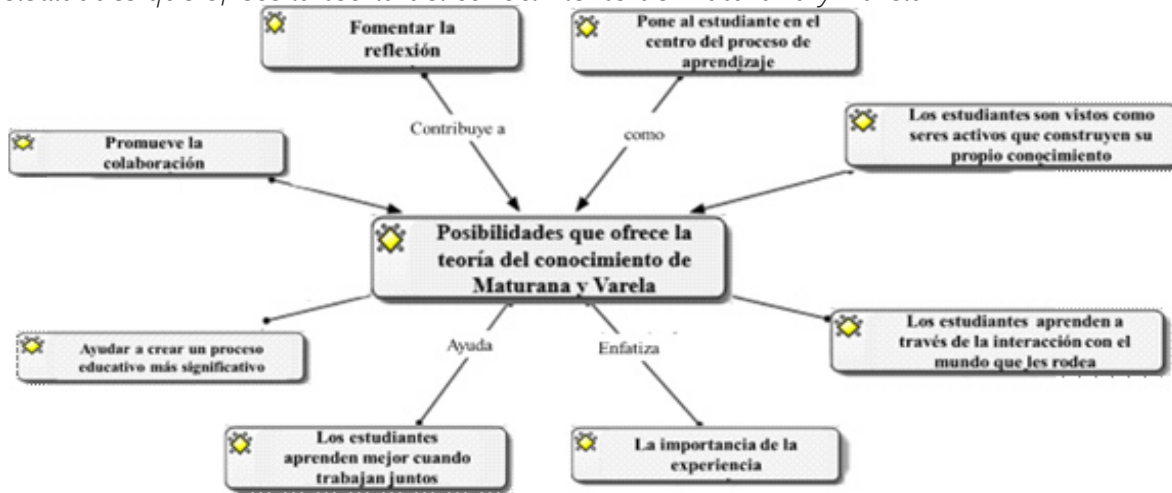 Fomentar la
reflexión
Pone al estudiante en el
centro del proceso de
aprendizaje
Contribuye a
como
Promueve la
colaboración
Los estudiantes son vistos como
seres activos que construyen su
propio conocimiento
Posibilidades que ofrece la
teoría del conocimiento de
Maturana y Varela
Ayudar a crear un proceso
educativo más significativo
Ayuda
Enfatiza
Los estudiantes aprenden a
través de la interacción con el
mundo que les rodea
Los estudiantes
aprenden mejor cuando
trabajan juntos
La importancia de la
experiencia